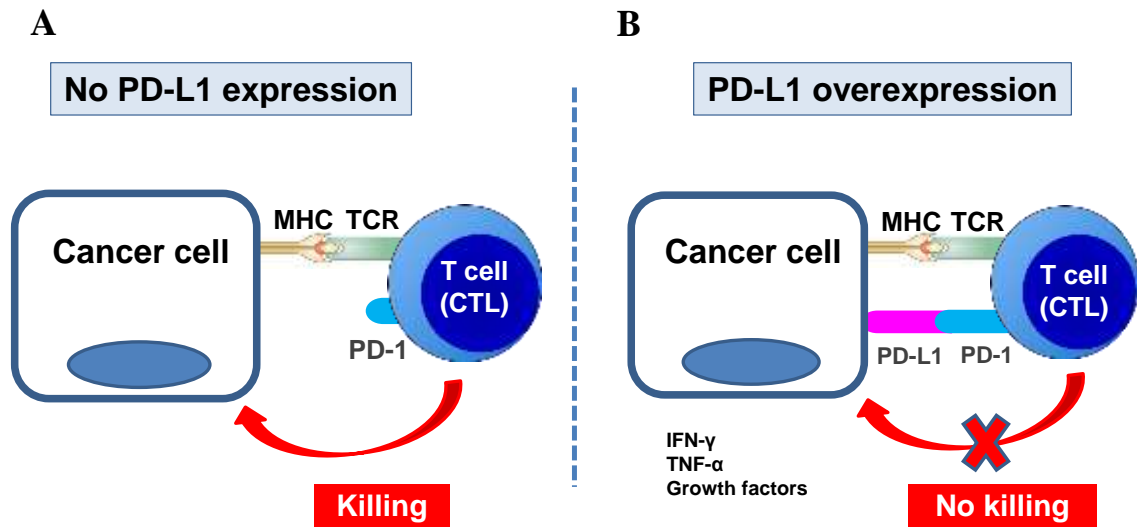 A
No PD-L1 expression
MHC TCR
Cancer cell
T cell
(CTL)
PD-1
Killing
B
PD-L1 overexpression
MHC TCR
Cancer cell
T cell
(CTL)
PD-L1 PD-1
IFN-γ
TNF-α
Growth factors
No killing